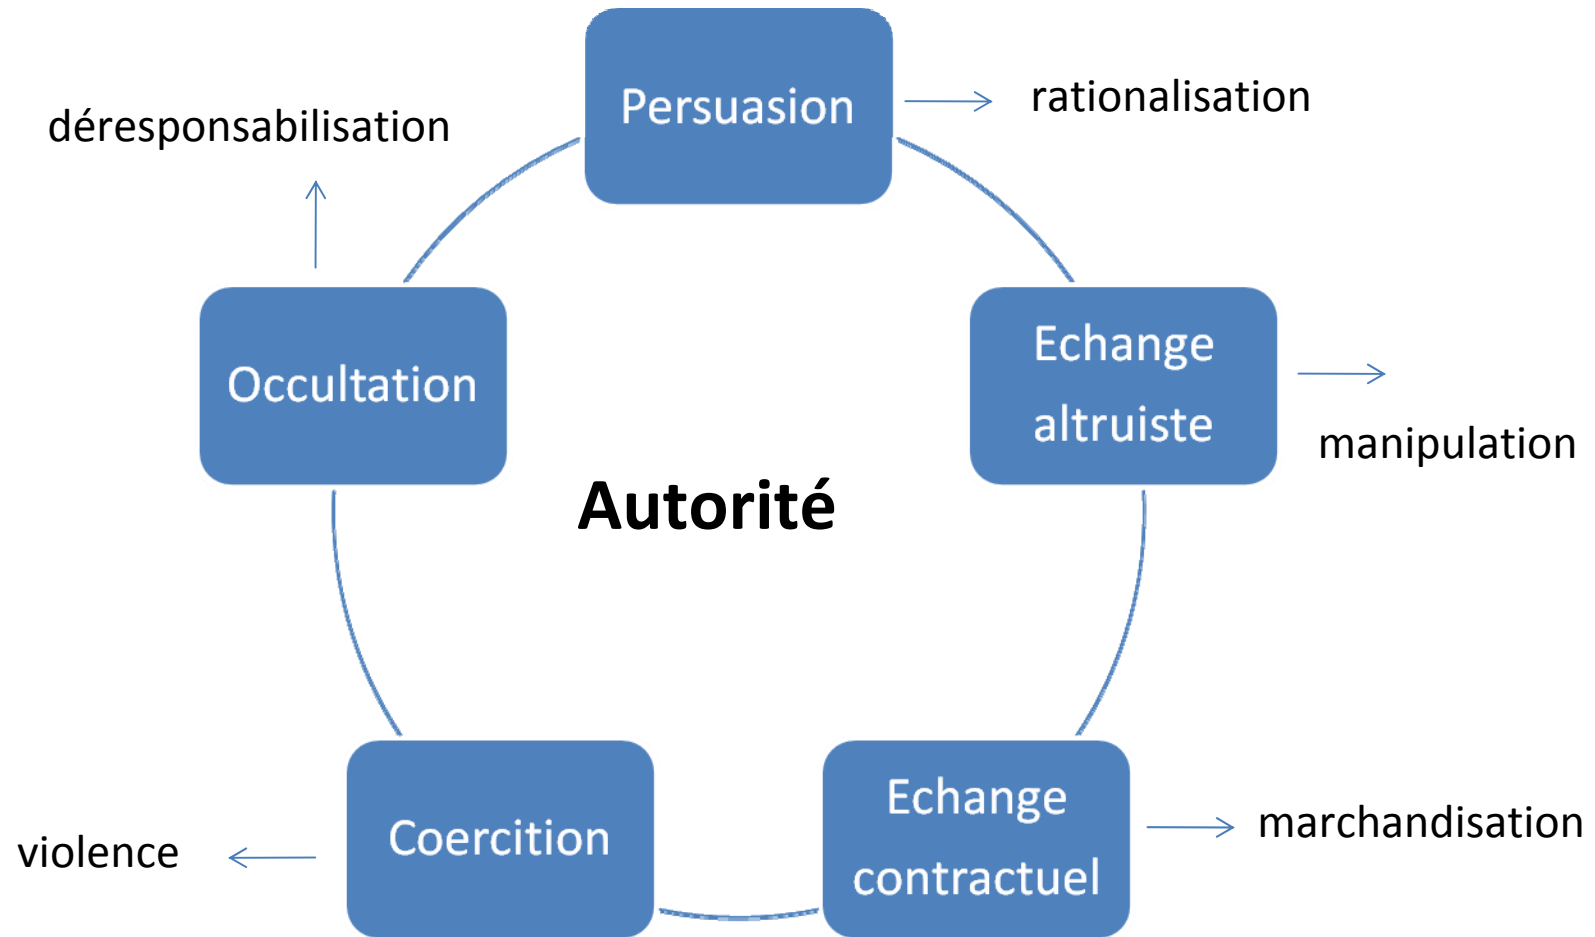 Persuasion
rationalisation
déresponsabilisation
Echange
altruiste
manipulation
Occultation
Autorité
Echange
contractuel
marchandisation
Coercition
violence